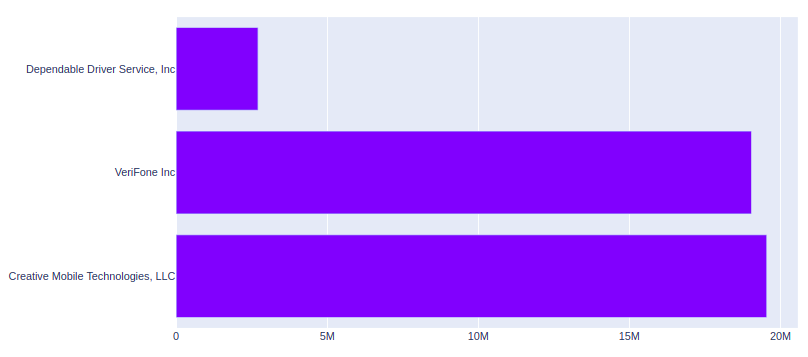 Dependable Driver Service, Inc
VeriFone Inc
Creative Mobile Technologies, LLC
0 5M 10M 15M 20M